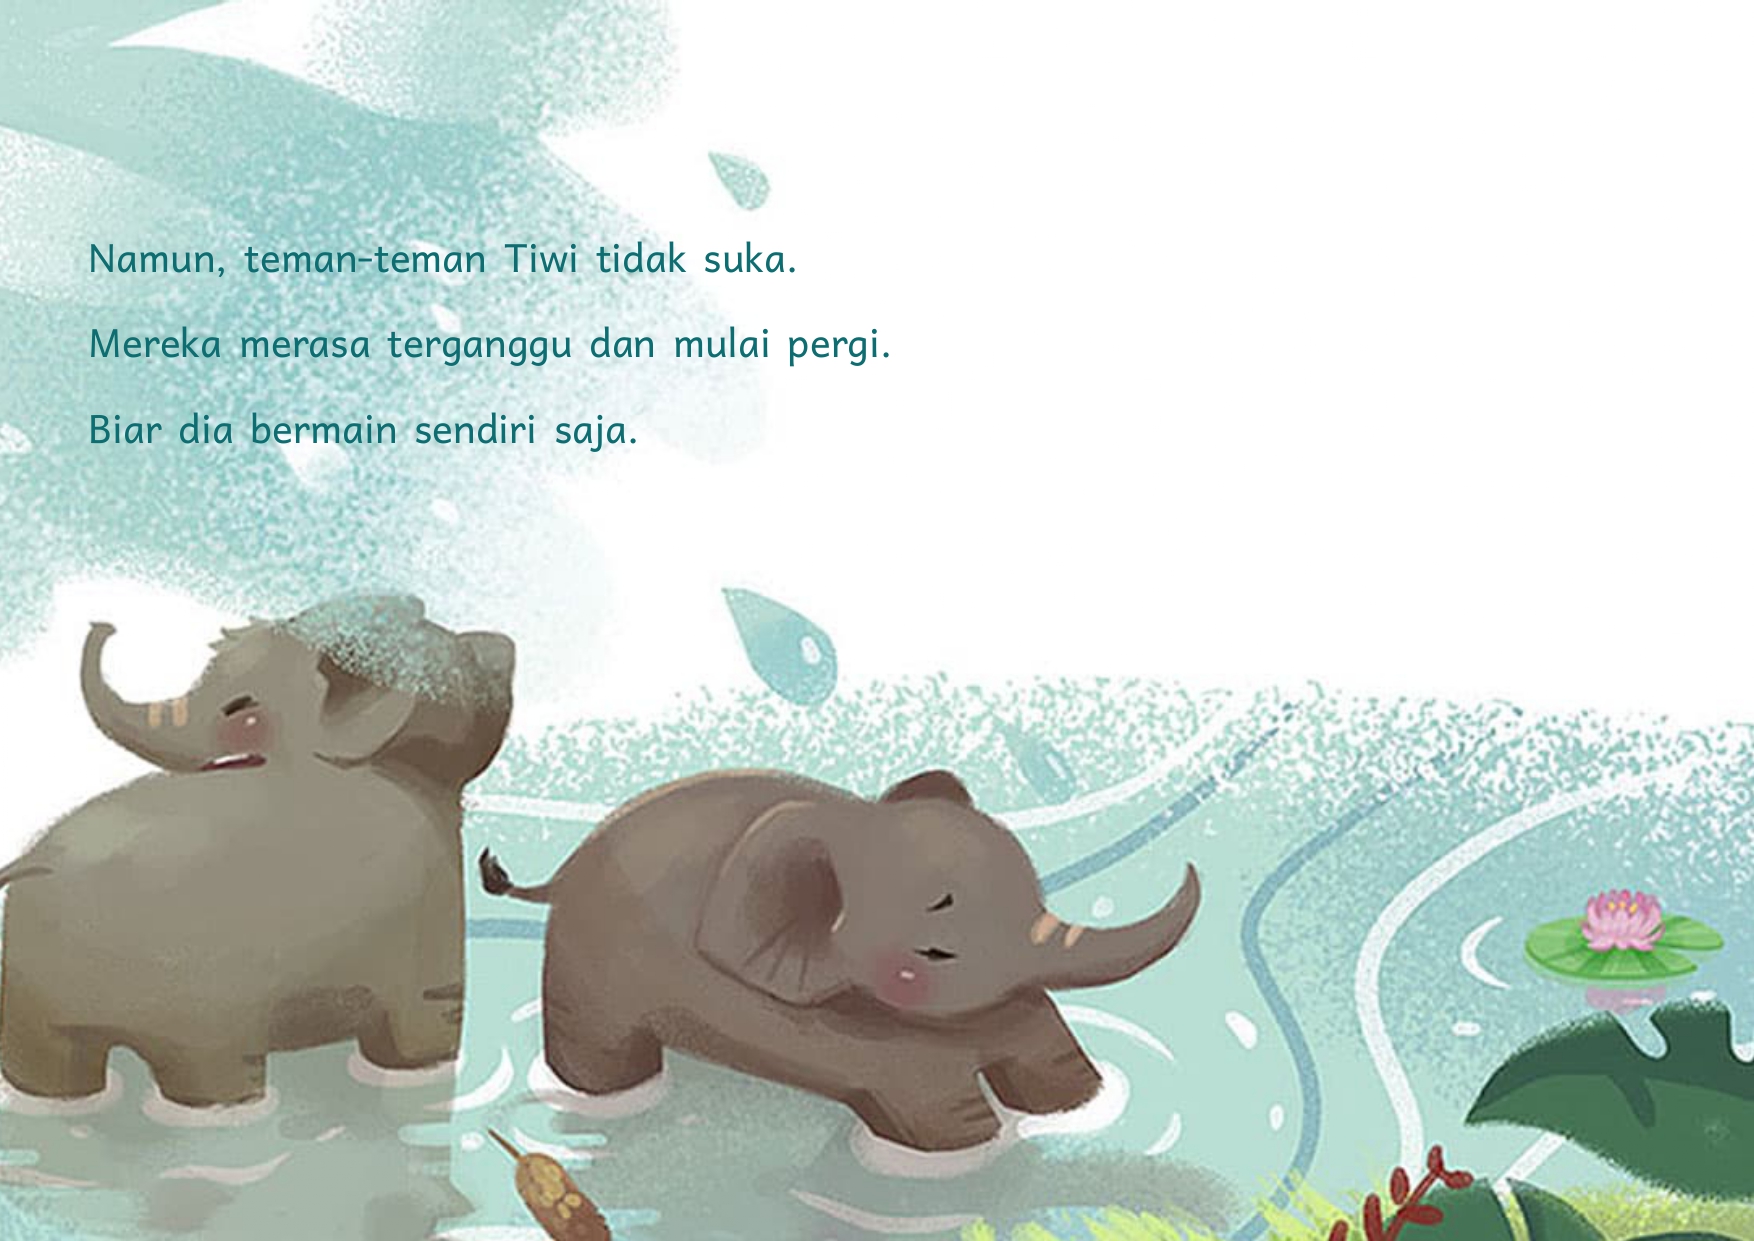 Namun, teman-teman Tiwi tidak suka.
Mereka merasa terganggu dan mulai pergi.
Biar dia bermain sendiri saja.